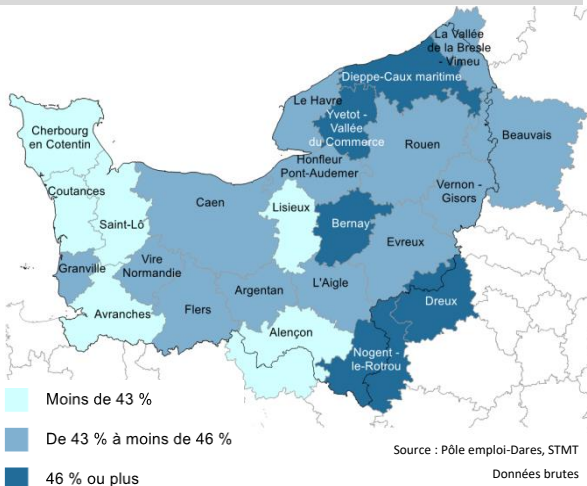 La Vallée
de la Bresle
- Vimeu
Dieppe-Caux maritime
Le Havre
Yvetot -
Vallée
du Commerce
Cherbourg
en Cotentin
Rouen
Beauvais
Honfleur
Pont-Audemer
Coutances
Caen
Lisieux
Vernon -
Gisors
Saint-Lô
Bernay
Evreux
Granville
Vire
Normandie
Argentan
L'Aigle
Flers
Dreux
Avranches
Alençon
Nogent -
le-Rotrou
Moins de 43 %
De 43 % à moins de 46 %
46 % ou plus
Source : Pôle emploi-Dares, STMT
Données brutes